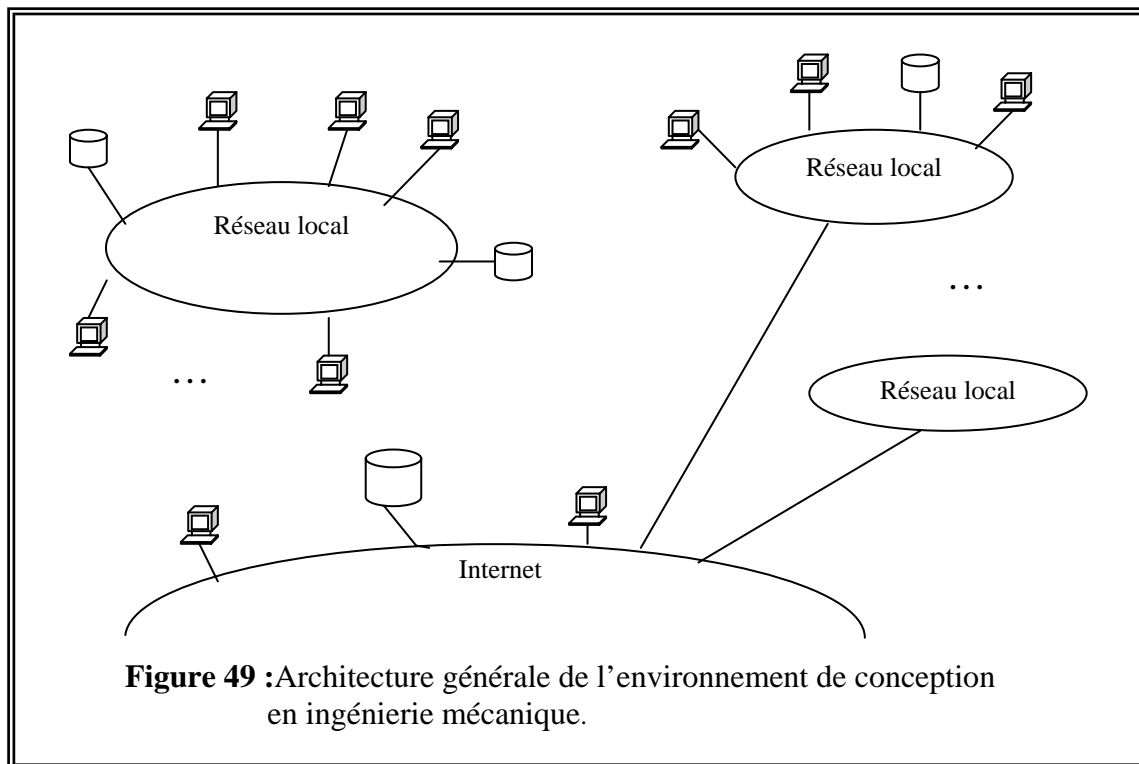 Réseau local
Réseau local
…
Réseau local
…
Internet
Figure 49 :Architecture générale de l’environnement de conception
en ingénierie mécanique.